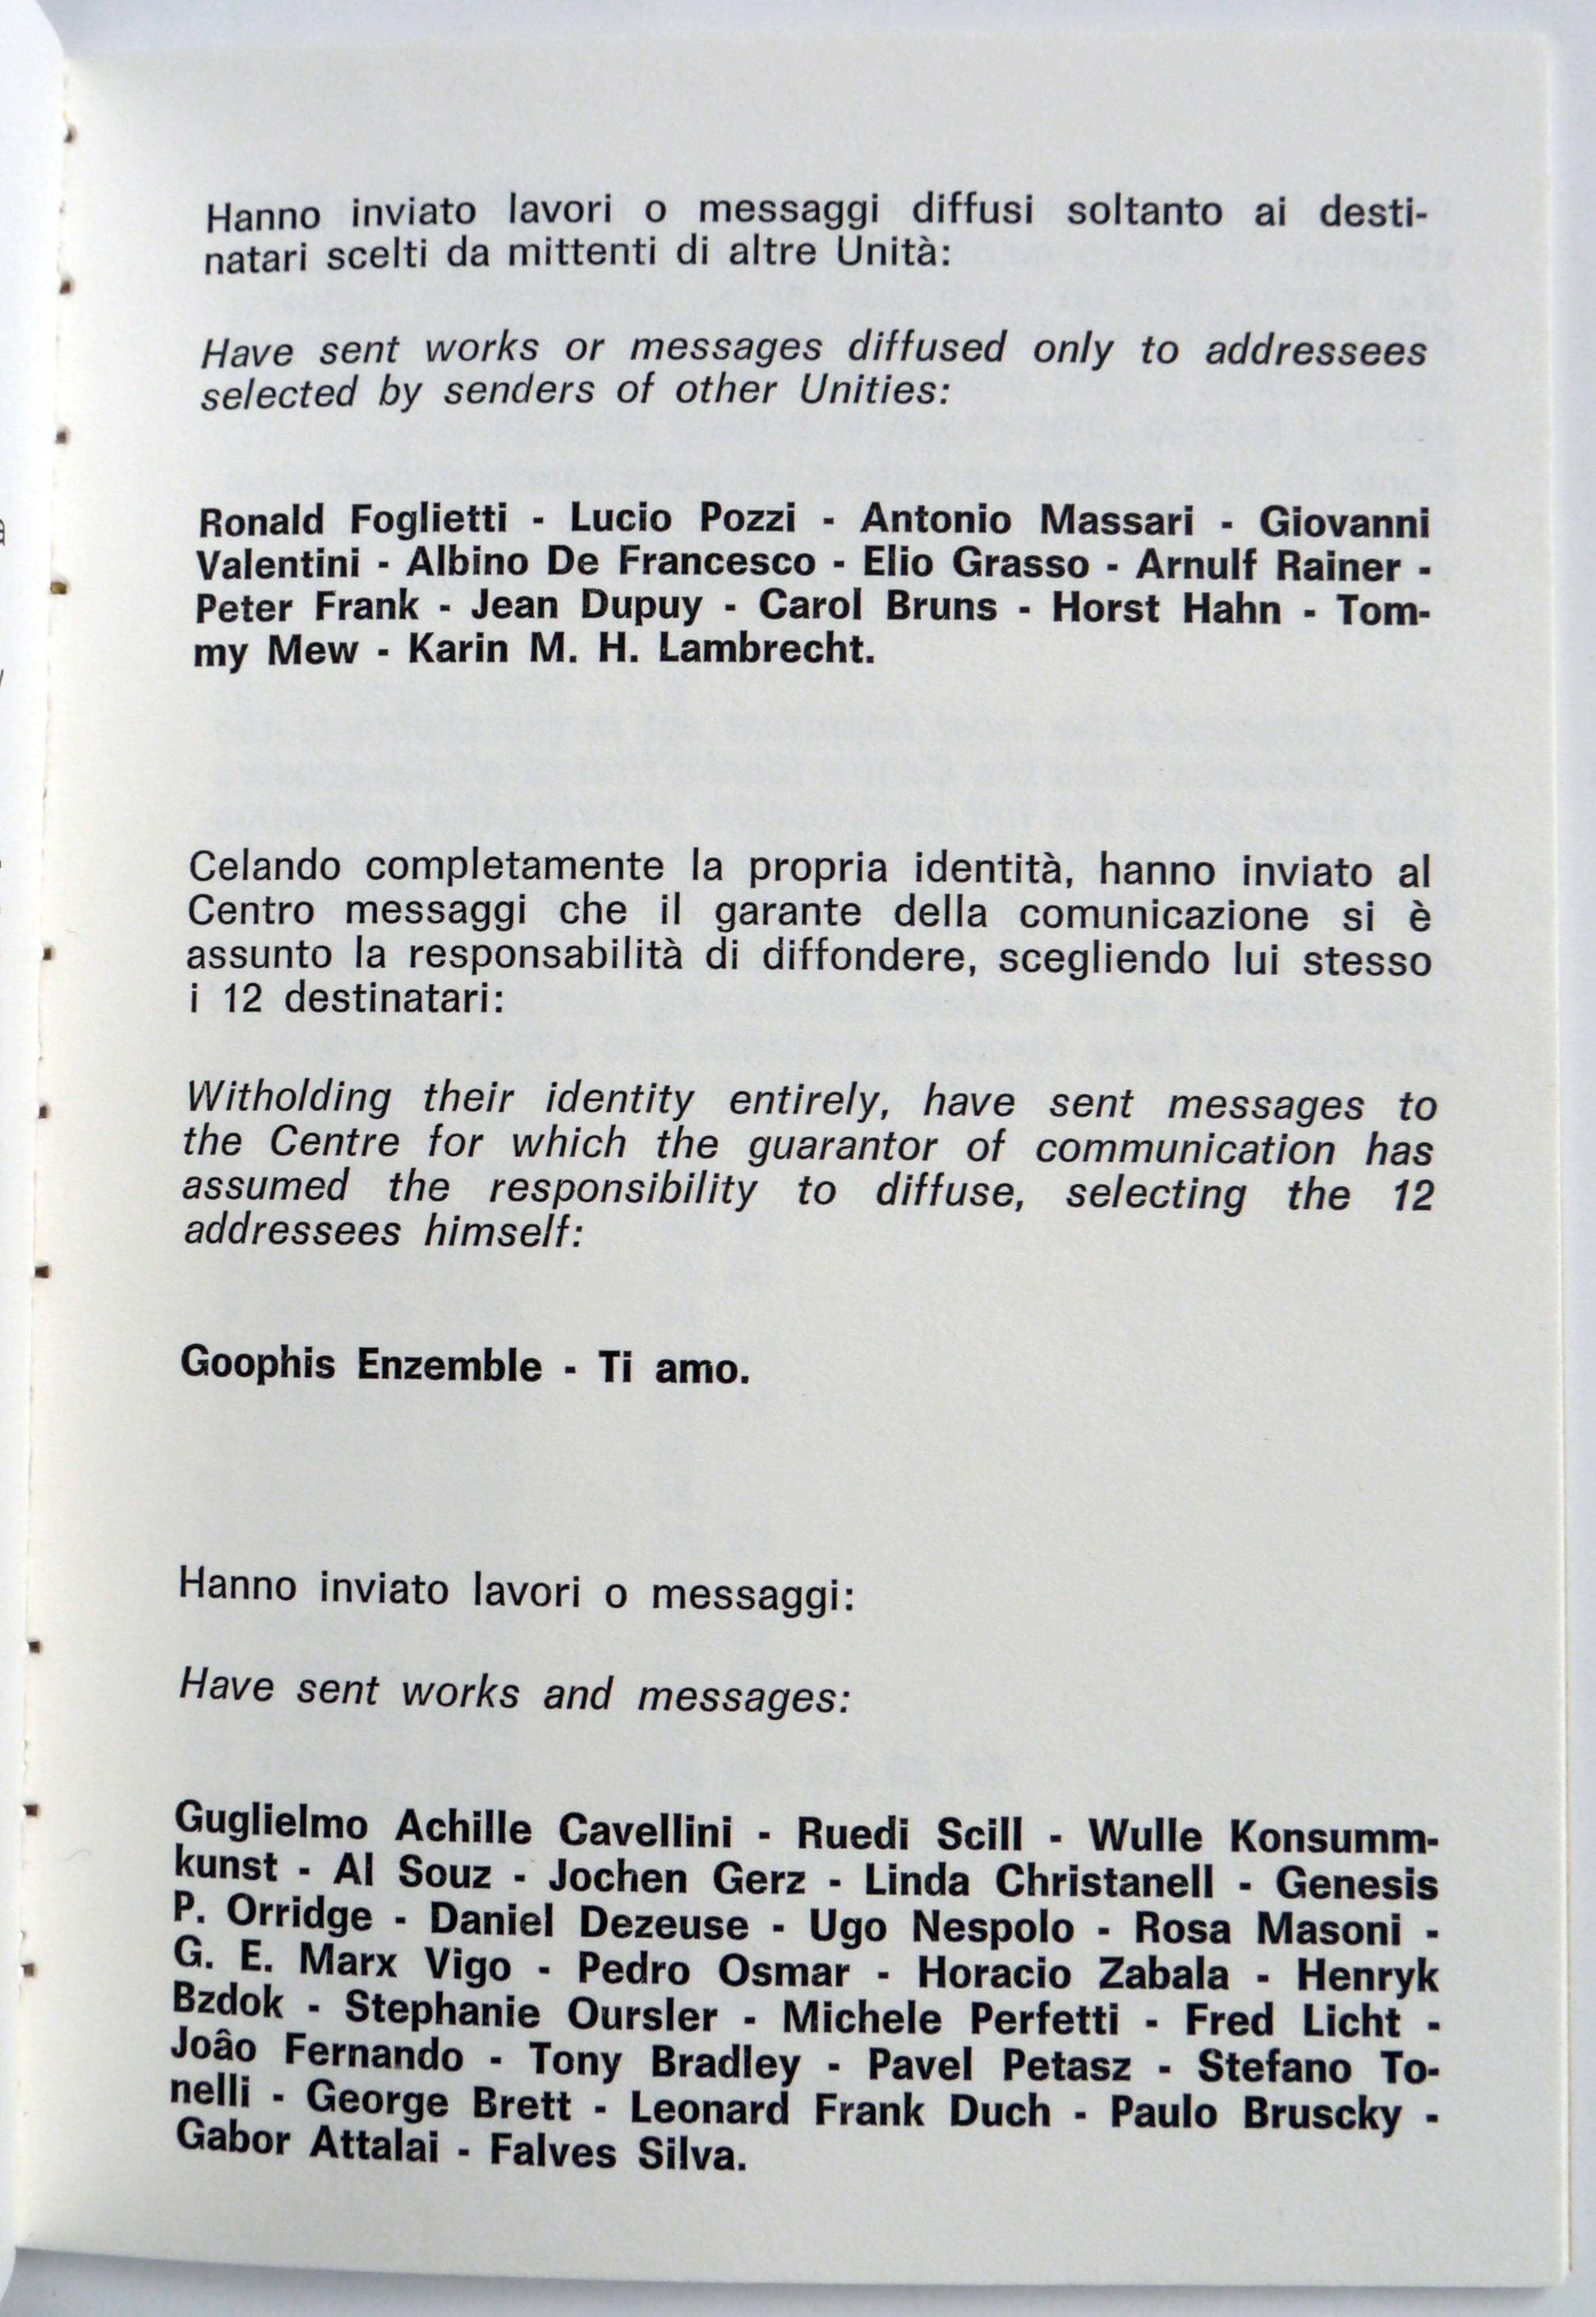 Hanno inviato lavori o messaggi diffusi soltanto ai desti-
natari scelti da mittenti di altre Unità:
Have sent works or messages diffused only to addressees
selected by senders of other Unities:
Ronald Foglietti - Lucio Pozzi - Antonio Massari - Giovanni
Valentini - Albino De Francesco - Elio Grasso - Arnulf Rainer -
Peter Frank - Jean Dupuy - Carol Bruns - Horst Hahn - Tom-
my Mew - Karin M. H. Lambrecht.
Celando completamente la propria identità, hanno inviato al
Centro messaggi che il garante della comunicazione si è
assunto la responsabilità di diffondere, scegliendo lui stesso
i 12 destinatari:
Witholding their identity entirely, have sent messages to
the Centre for which the guarantor of communication has
assumed the responsibility to diffuse, selecting the 12
addressees himself:
Goophis Enzemble - Ti amo.
Hanno inviato lavori o messaggi:
Have sent works and messages:
Guglielmo Achille Cavellini - Ruedi Scill - Wulle Konsumm-
kunst - Al Souz - Jochen Gerz - Linda Christanell - Genesis
P. Orridge - Daniel Dezeuse - Ugo Nespolo - Rosa Masoni -
G. E. Marx Vigo - Pedro Osmar - Horacio Zabala - Henryk
Bzdok - Stephanie Oursler - Michele Perfetti - Fred Licht -
Joâo Fernando - Tony Bradley - Pavel Petasz - Stefano To-
nelli - George Brett - Leonard Frank Duch - Paulo Bruscky -
Gabor Attalai - Falves Silva.